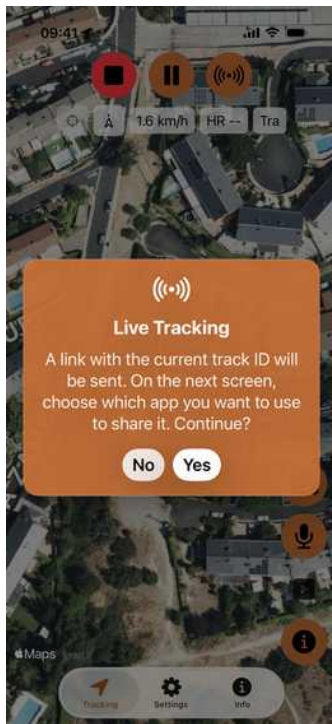 09:41
1.6 km/h
HR --
Tra
Live Tracking
A link with the current track ID will
be sent. On the next screen,
choose which app you want to use
to share it. Continue?
No
Yes
Maps
Tracking
Settings
Info